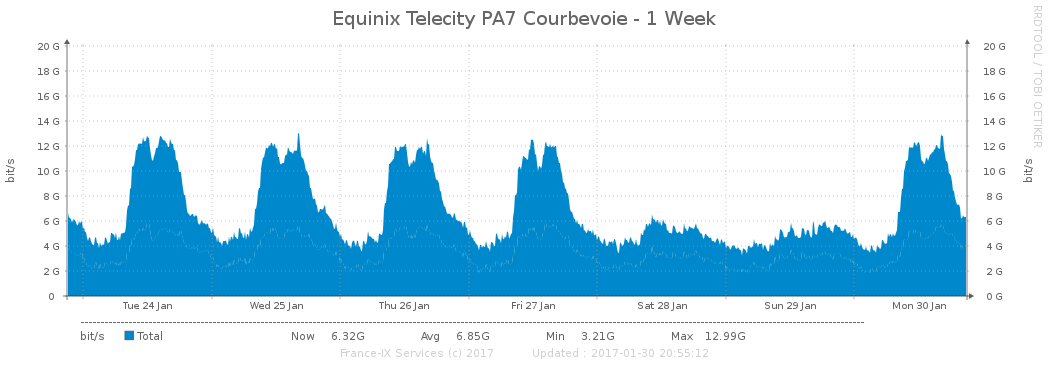 Equinix Telecity PA7 Courbevoie - 1 Week
RRDTOOL / TOBI OETIKER
20 G 20 G
18 G 18 G
16 G 16 G
14 G 14 G
12 G 12 G
10 G 10 G
8 G 8 G
6 G 6 G
4 G 4 G
2 G 2 G
0 0 G
bit/s
bit/s
Tue 24 Jan Wed 25 Jan Thu 26 Jan Fri 27 Jan Sat 28 Jan Sun 29 Jan Mon 30 Jan
bit/s Total Now 6.32G Avg 6.85G Min 3.21G Max 12.99G
France-IX Services (c) 2017 Updated : 2017-01-30 20:55:12